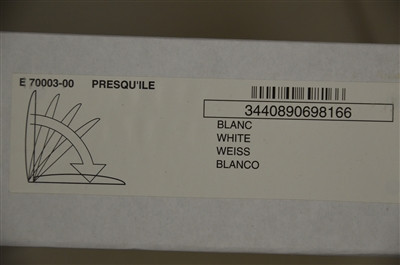 E 70003-00 PRESQU'ILE
3440890698166
BLANC
WHITE
WEISS
BLANCO